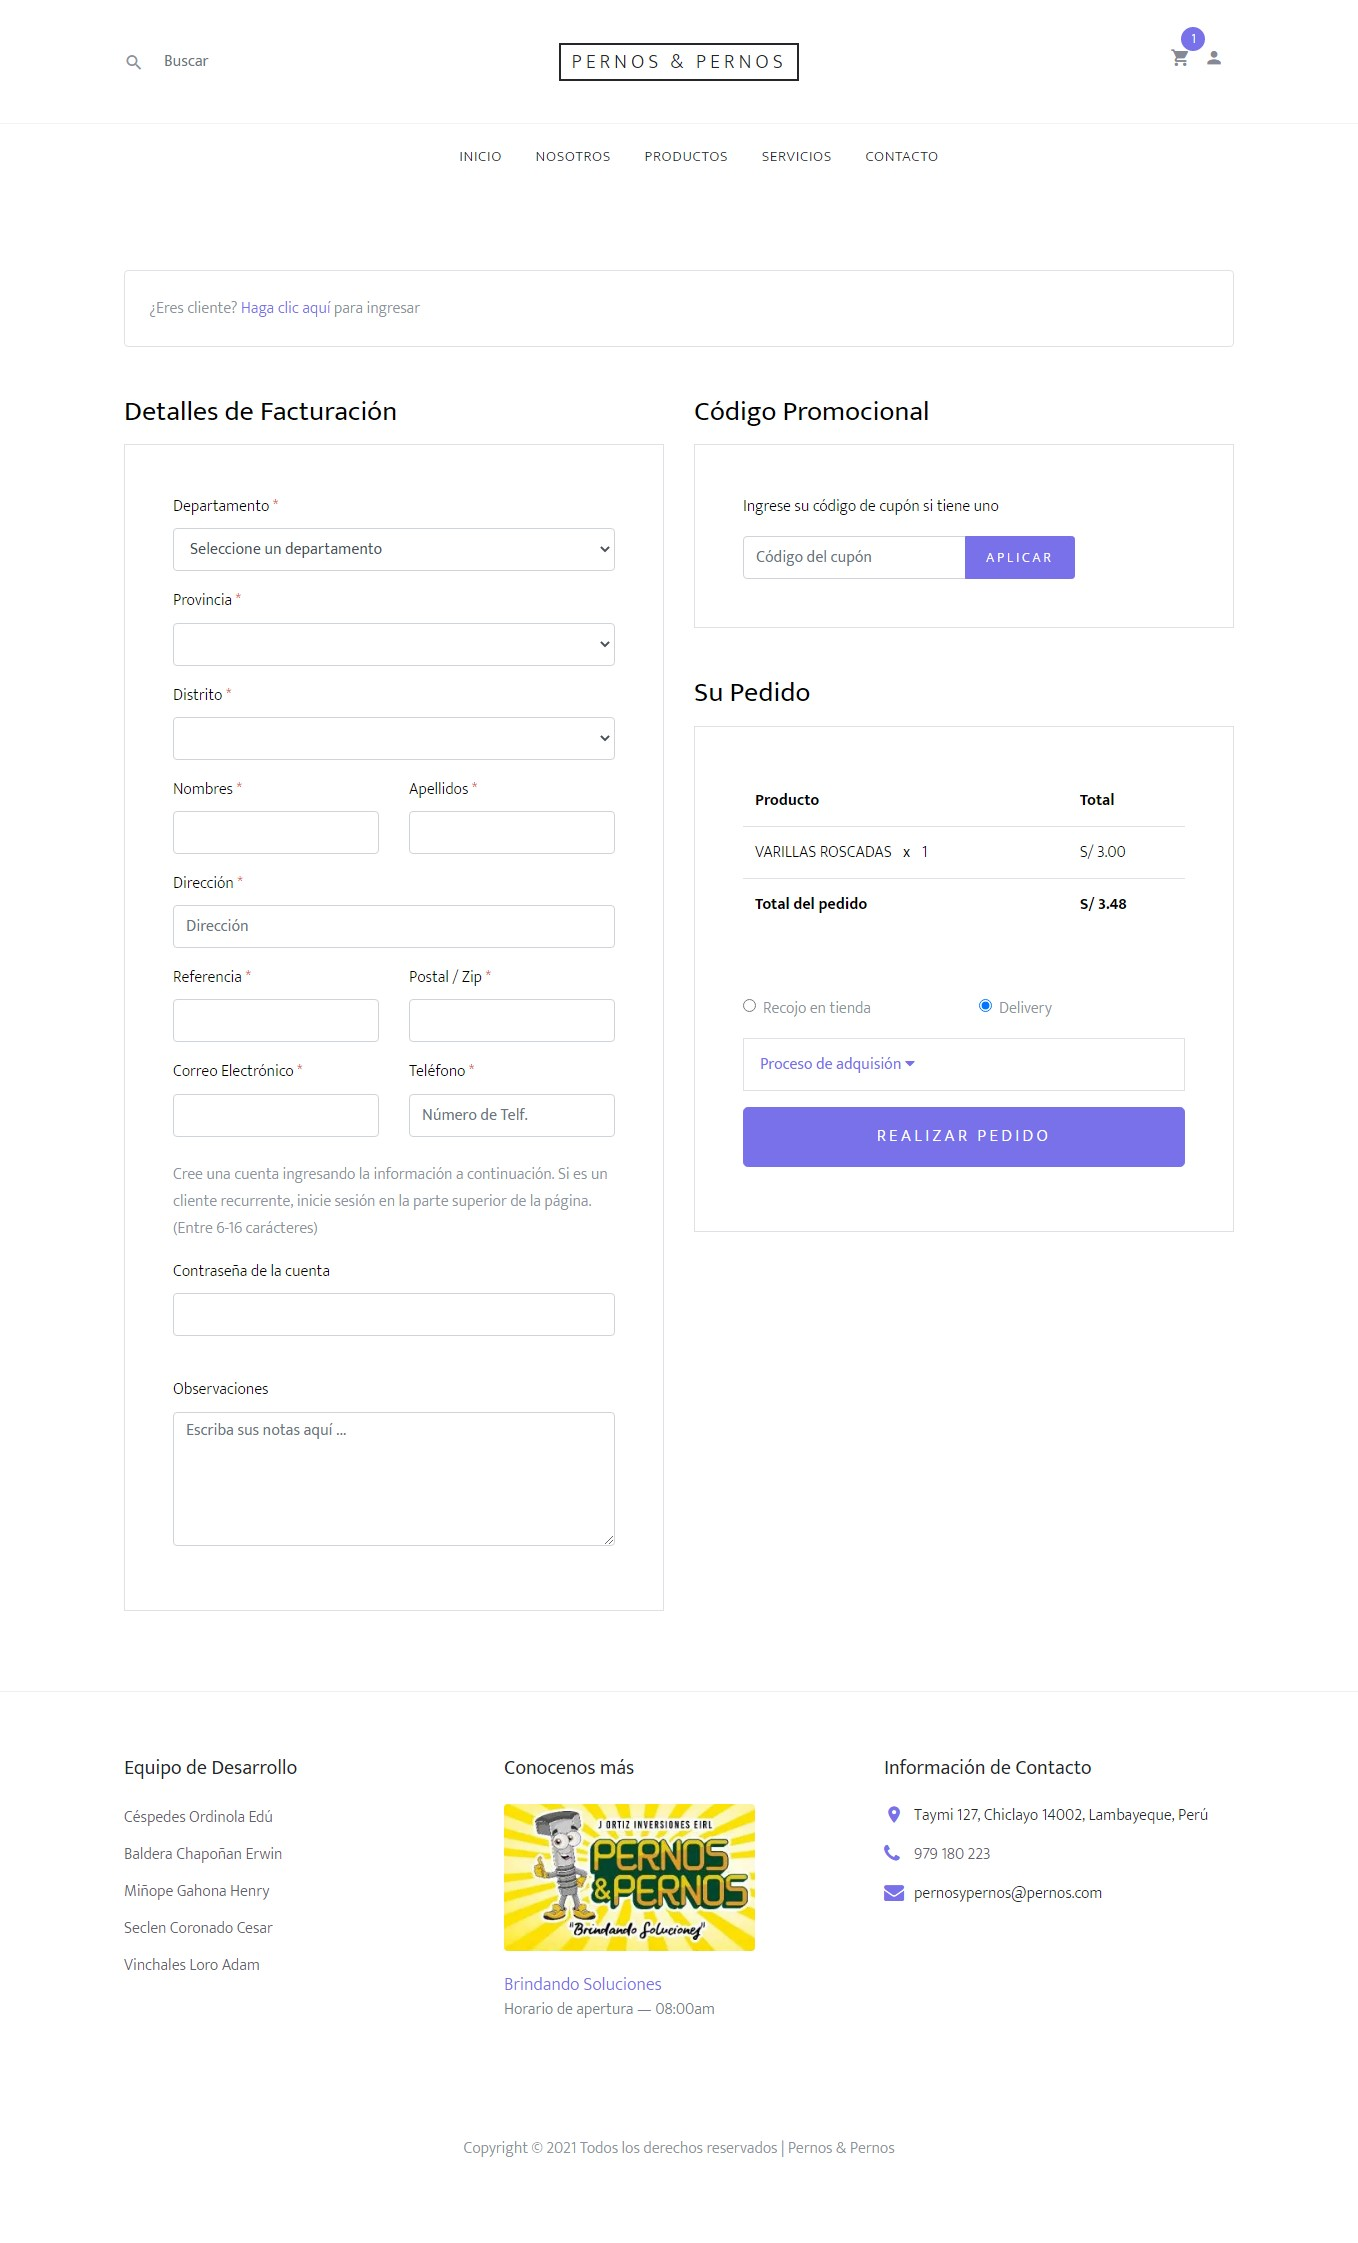 Buscar
PERNOS & PERNOS
1
INICIO NOSOTROS PRODUCTOS SERVICIOS CONTACTO
¿Eres cliente? Haga clic aquí para ingresar
Detalles de Facturación
Departamento *
Seleccione un departamento
Provincia *
Distrito *
Nombres * Apellidos *
Dirección *
Dirección
Referencia * Postal / Zip *
Correo Electrónico * Teléfono *
Número de Telf.
Cree una cuenta ingresando la información a continuación. Si es un
cliente recurrente, inicie sesión en la parte superior de la página.
(Entre 6-16 carácteres)
Contraseña de la cuenta
Observaciones
Escriba sus notas aquí ...
Código Promocional
Ingrese su código de cupón si tiene uno
Código del cupón APLICAR
Su Pedido
Producto Total
VARILLAS ROSCADAS x 1 S/ 3.00
Total del pedido S/ 3.48
Recojo en tienda Delivery
Proceso de adquisión
REALIZAR PEDIDO
Equipo de Desarrollo
Céspedes Ordinola Edú
Baldera Chapoñan Erwin
Miñope Gahona Henry
Seclen Coronado Cesar
Vinchales Loro Adam
Conocenos más
J ORTIZ INVERSIONES EIRL
PERNOS
&PERNOS
"Brindando Soluciones"
Brindando Soluciones
Horario de apertura — 08:00am
Información de Contacto
Taymi 127, Chiclayo 14002, Lambayeque, Perú
979 180 223
pernosypernos@pernos.com
Copyright © 2021 Todos los derechos reservados | Pernos & Pernos